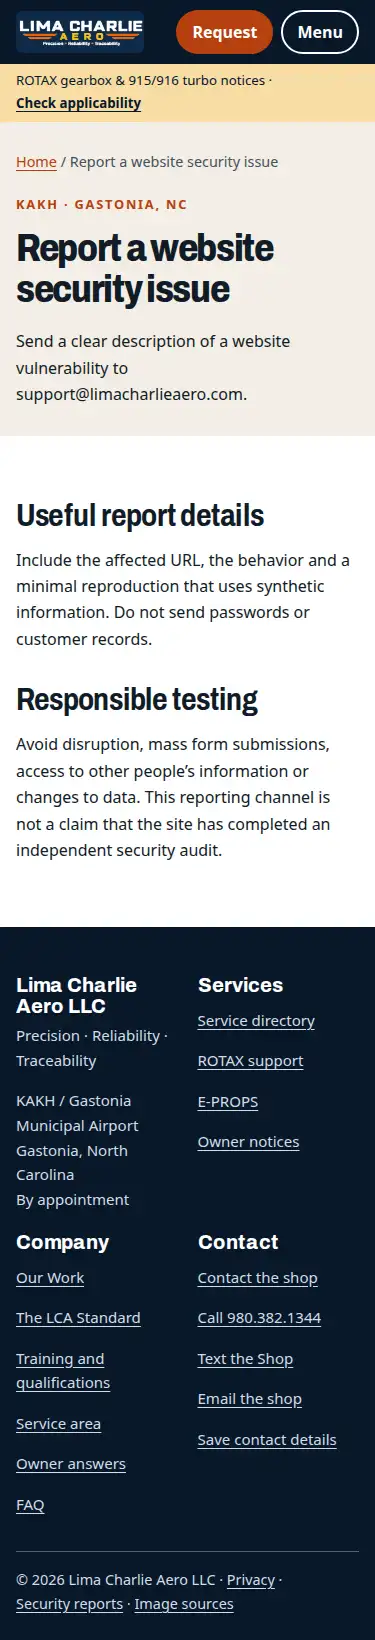 LIMA CHARLIE
AERO
Precision · Reliability · Traceability
Request
Menu
ROTAX gearbox & 915/916 turbo notices ·
Check applicability
Home / Report a website security issue
KAKH · GASTONIA, NC
Report a website
security issue
Send a clear description of a website
vulnerability to
support@limacharlieaero.com.
Useful report details
Include the affected URL, the behavior and a
minimal reproduction that uses synthetic
information. Do not send passwords or
customer records.
Responsible testing
Avoid disruption, mass form submissions,
access to other people’s information or
changes to data. This reporting channel is
not a claim that the site has completed an
independent security audit.
Lima Charlie
Aero LLC
Precision · Reliability ·
Traceability
KAKH / Gastonia
Municipal Airport
Gastonia, North
Carolina
By appointment
Services
Service directory
ROTAX support
E-PROPS
Owner notices
Company
Our Work
The LCA Standard
Training and
qualifications
Service area
Owner answers
FAQ
Contact
Contact the shop
Call 980.382.1344
Text the Shop
Email the shop
Save contact details
© 2026 Lima Charlie Aero LLC · Privacy ·
Security reports · Image sources